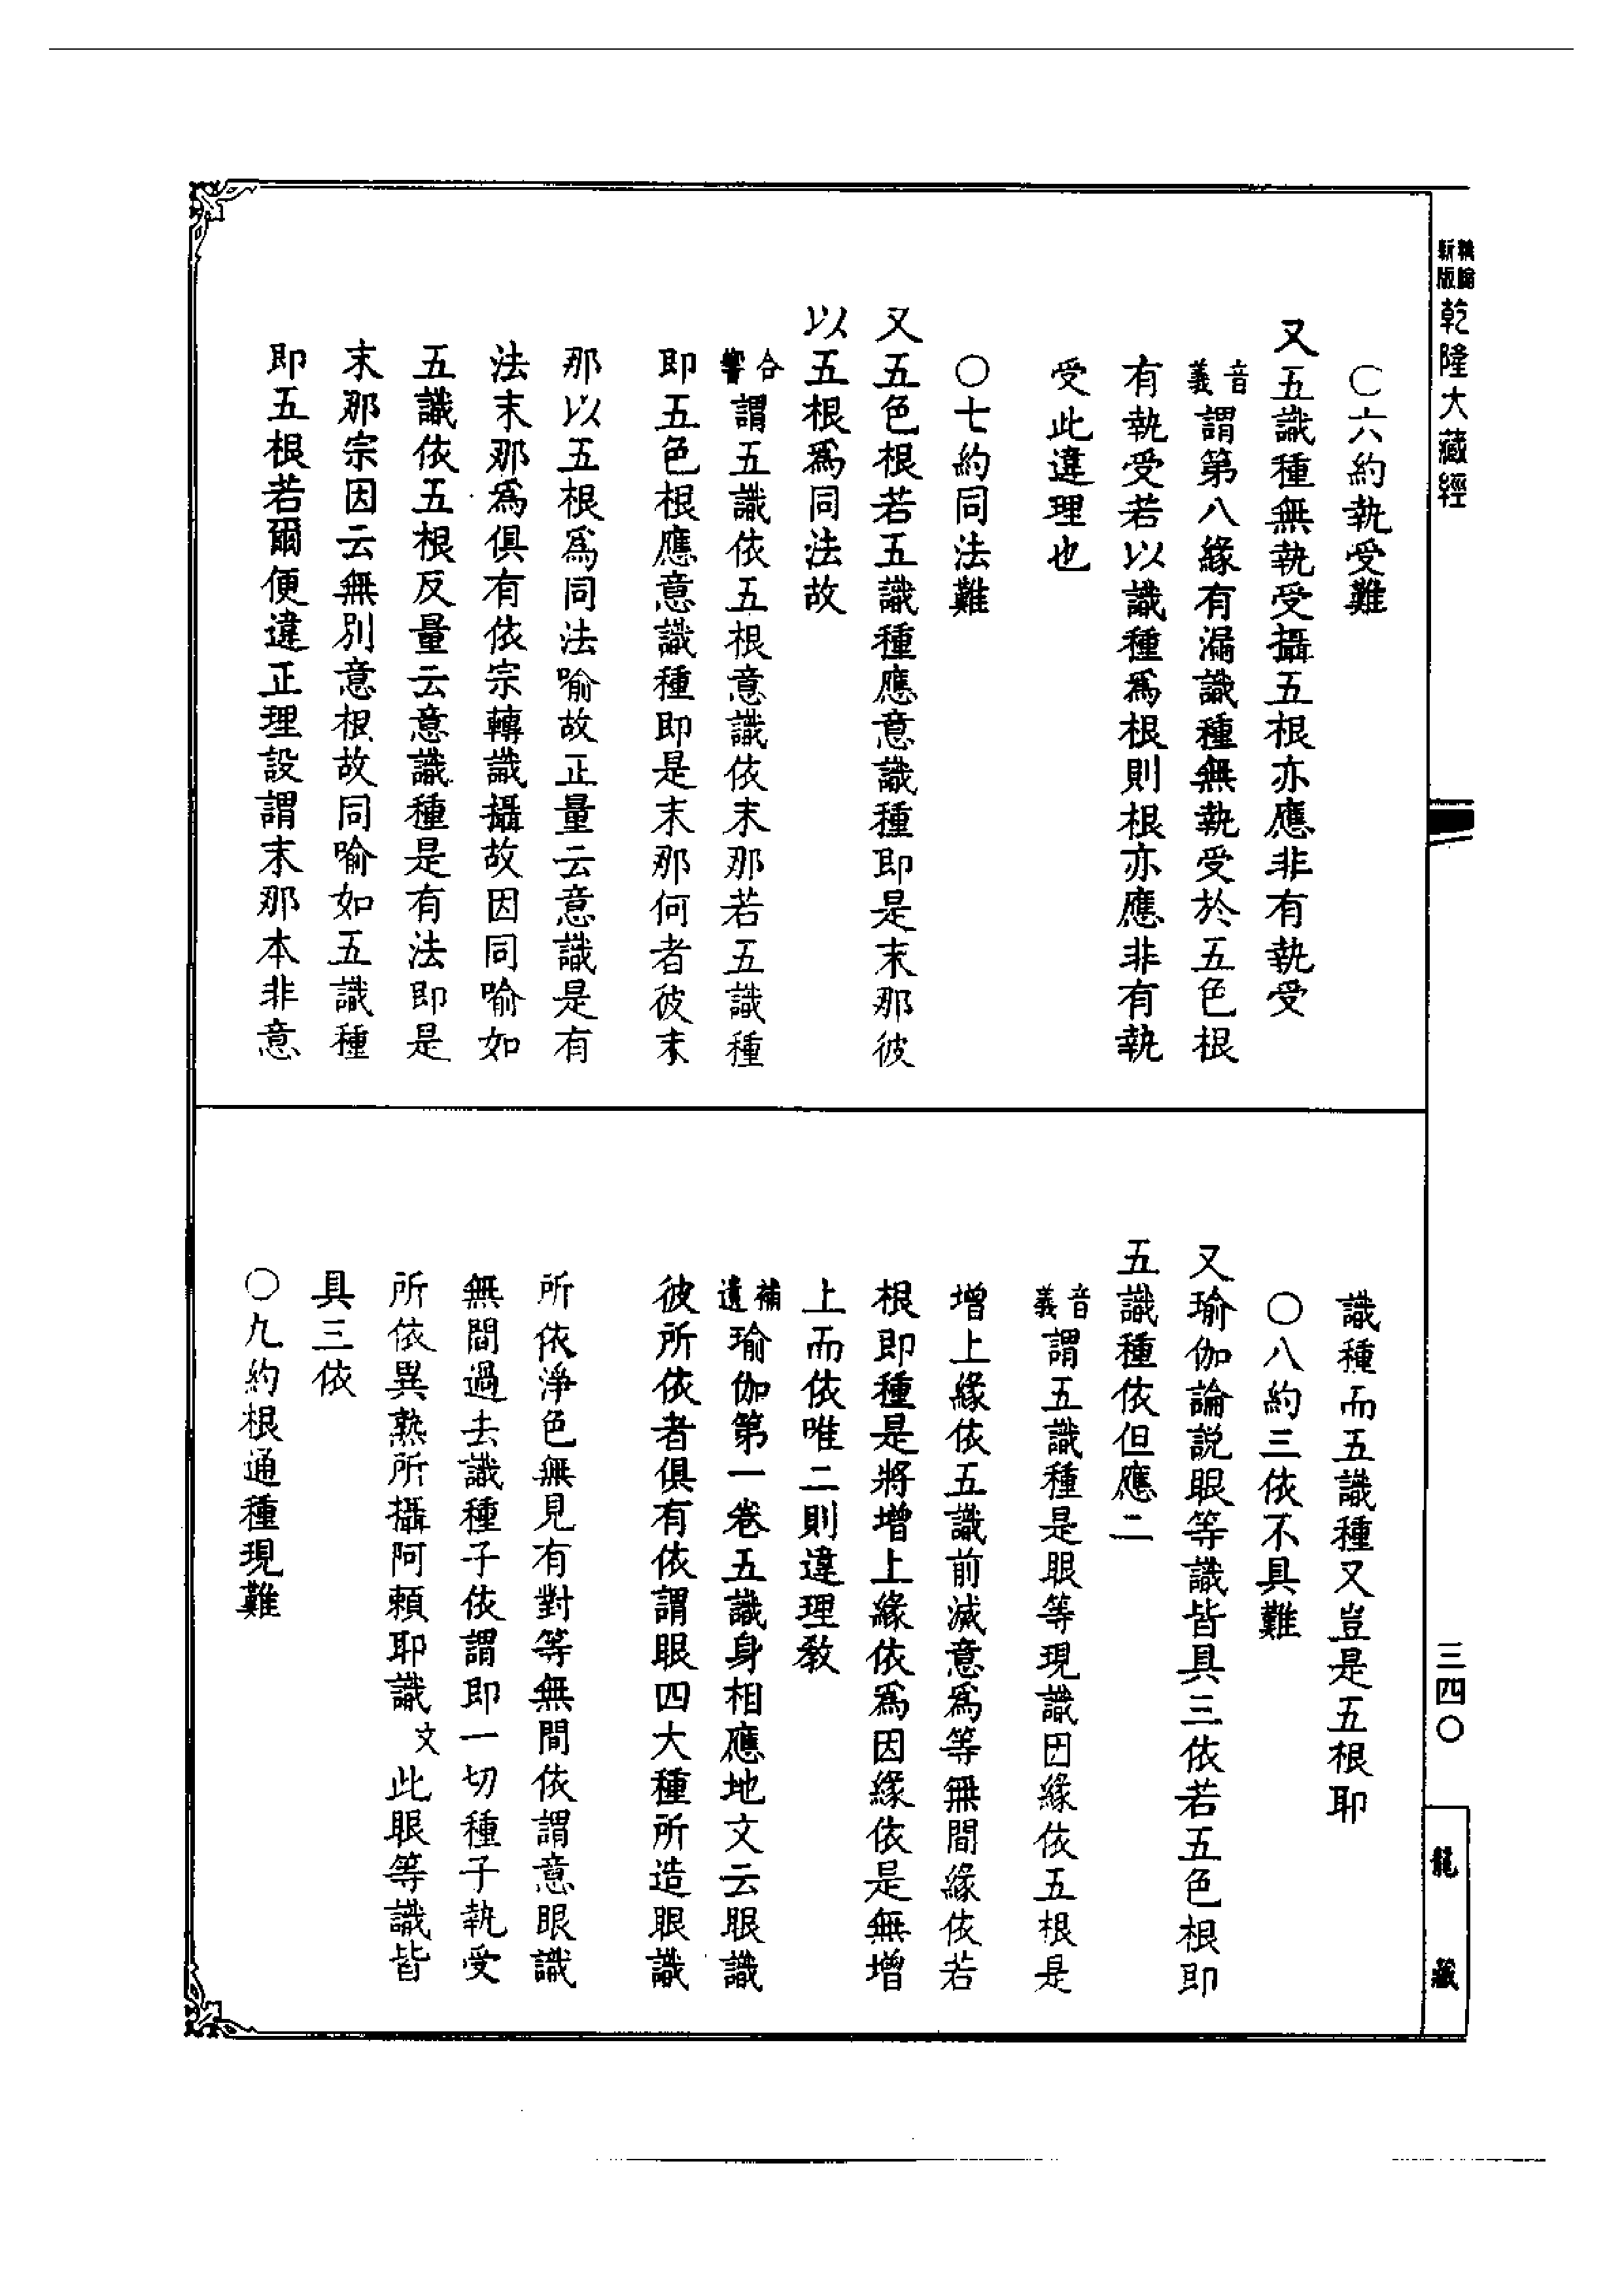 新版
精縮
乾隆大藏經
〇六約執受難
又五識種無執受攝五根亦應非有執受
音義 謂第八緣有漏識種無執受於五色根
有執受若以識種爲根則根亦應非有執
受此違理也
〇七約同法難
又五色根若五識種應意識種即是末那彼
以五根爲同法故
合響 謂五識依五根意識依末那若五識種
即五色根應意識種即是末那何者彼末
那以五根爲同法喻故正量云意識是有
法末那爲俱有依宗轉識攝故因同喻如
五識依五根反量云意識種是有法即是
末那宗因云無別意根故同喻如五識種
即五根若爾便違正理設謂末那本非意
識種而五識種又豈是五根耶
〇八約三依不具難
又瑜伽論説眼等識皆具三依若五色根即
五識種依但應二
音義 謂五識種是眼等現識因緣依五根是
增上緣依五識前滅意爲等無間緣依若
根即種是將增上緣依爲因緣依是無增
上而依唯二則違理教
補遺 瑜伽第一卷五識身相應地文云眼識
彼所依者俱有依謂眼四大種所造眼識
所依淨色無見有對等無間依謂意眼識
無間過去識種子依謂即一切種子執受
所依異熟所攝阿賴耶識文此眼等識皆
具三依
〇九約根通種現難
三四〇
龍藏